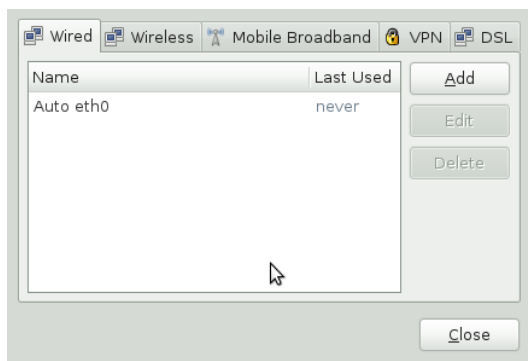 Wired Wireless Mobile Broadband VPN DSL
Name Last Used
Auto eth0 never
Add
Edit
Delete
Close